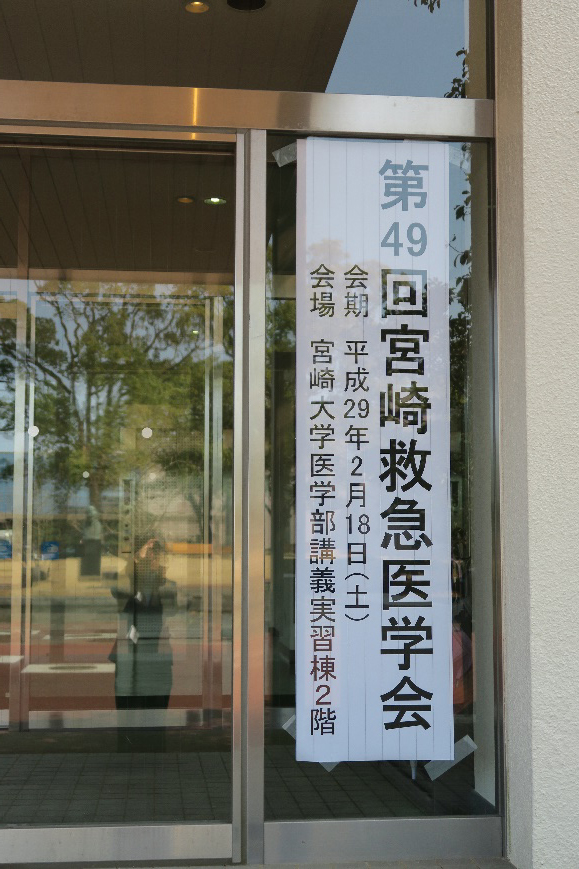 第49回宮崎救急医学会
会期 平成29年2月18日(土)
会場 宮崎大学医学部講義実習棟2階